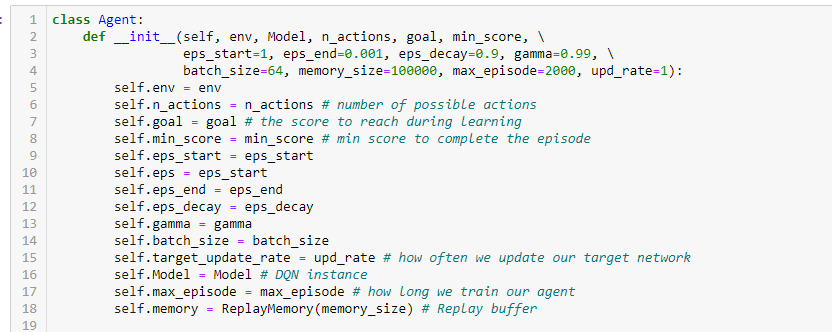 1 class Agent:
2     def __init__(self, env, Model, n_actions, goal, min_score, \
3                  eps_start=1, eps_end=0.001, eps_decay=0.9, gamma=0.99, \
4                  batch_size=64, memory_size=100000, max_episode=2000, upd_rate=1):
5         self.env = env
6         self.n_actions = n_actions # number of possible actions
7         self.goal = goal # the score to reach during learning
8         self.min_score = min_score # min score to complete the episode
9         self.eps_start = eps_start
10         self.eps = eps_start
11         self.eps_end = eps_end
12         self.eps_decay = eps_decay
13         self.gamma = gamma
14         self.batch_size = batch_size
15         self.target_update_rate = upd_rate # how often we update our target network
16         self.Model = Model # DQN instance
17         self.max_episode = max_episode # how long we train our agent
18         self.memory = ReplayMemory(memory_size) # Replay buffer
19